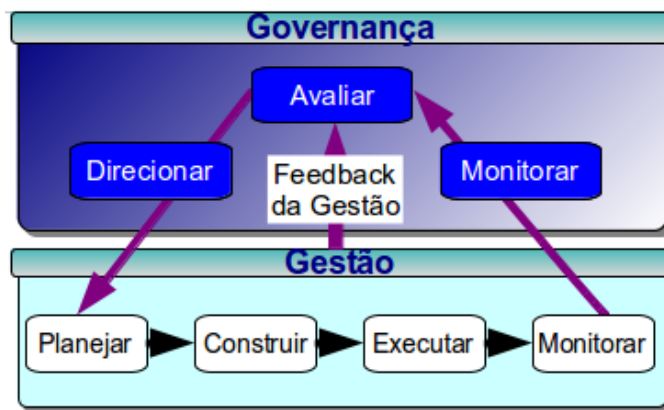 Governança
Avaliar
Direcionar
Feedback
da Gestão
Monitorar
Gestão
Planejar
Construir
Executar
Monitorar